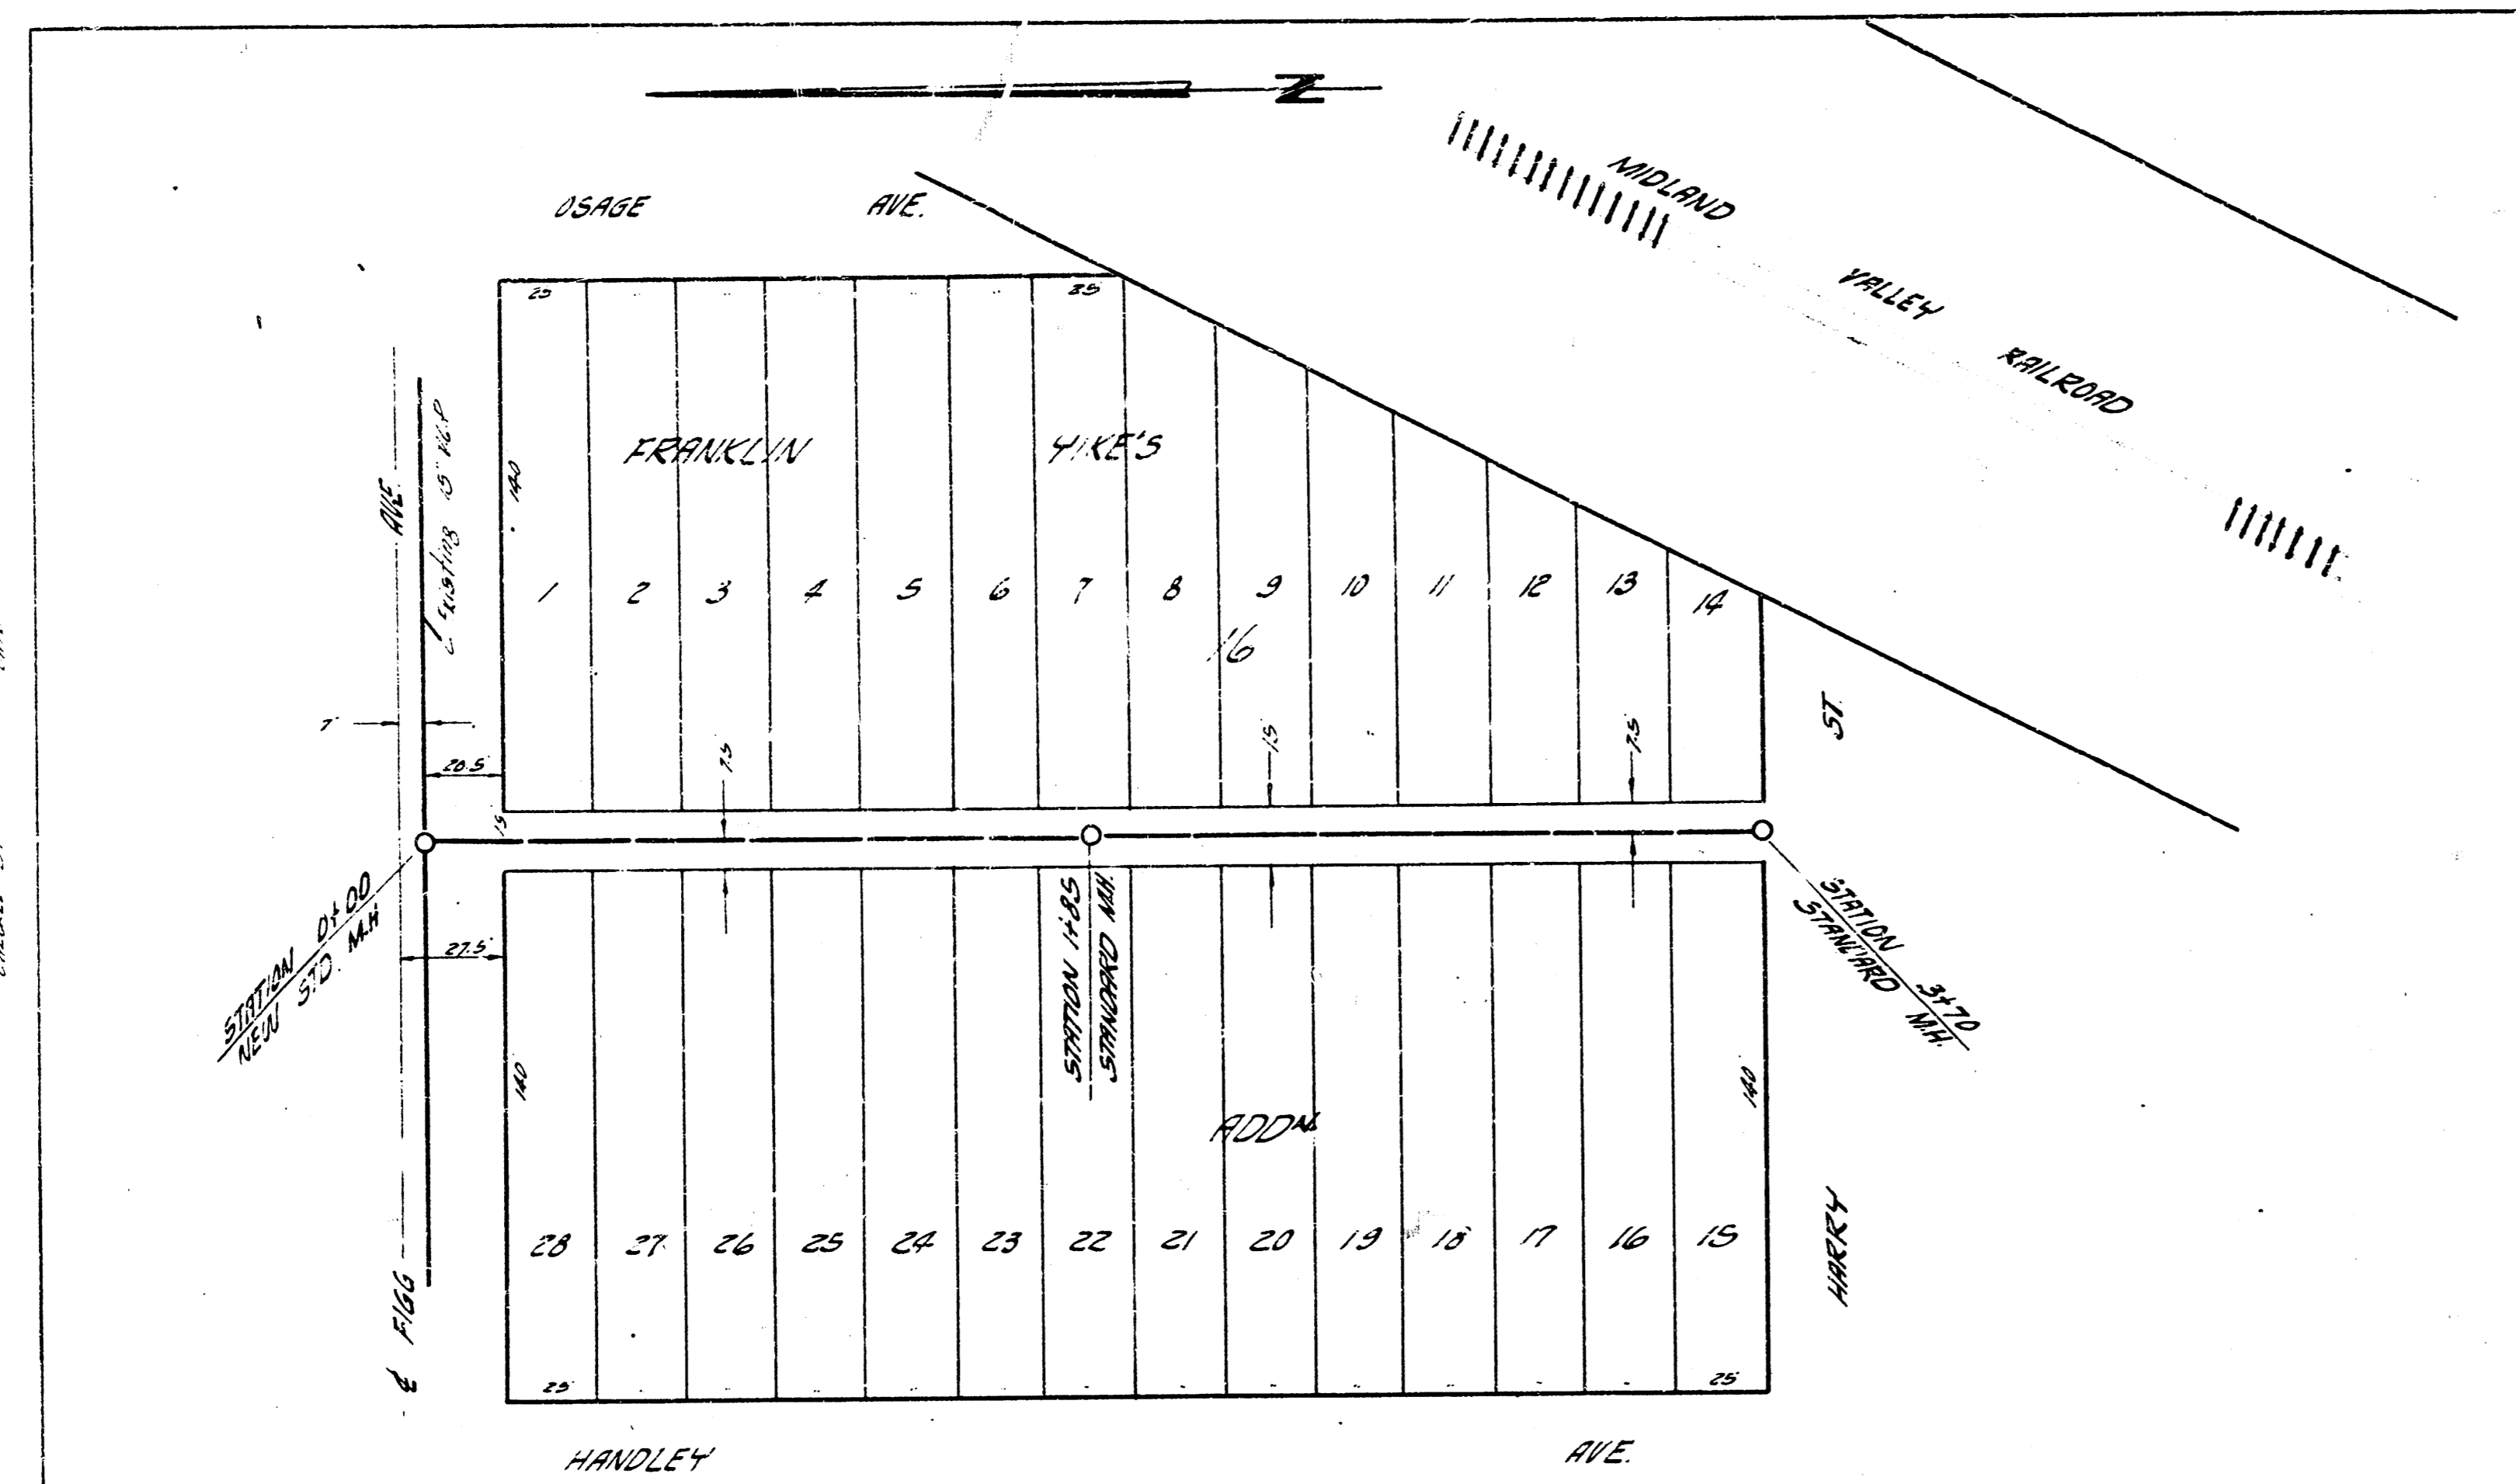 N
MIDLAND
VALLEY
RAILROAD
OSAGE AVE.
25
25
FRANKLIN YIKE'S
140
AVE.
Existing 15" V.C.P.
1 2 3 4 5 6 7 8 9 10 11 12 13 14
16
ST.
7'
20.5'
7.5
15
7.5
15
STATION 0+00
NEW STD. M.H.
27.5'
STATION 1+85
STANDARD M.H.
STATION 3+70
STANDARD M.H.
140
140
ADDN
28 27 26 25 24 23 22 21 20 19 18 17 16 15
HARRY
℄ FIGG
25
25
HANDLEY AVE.